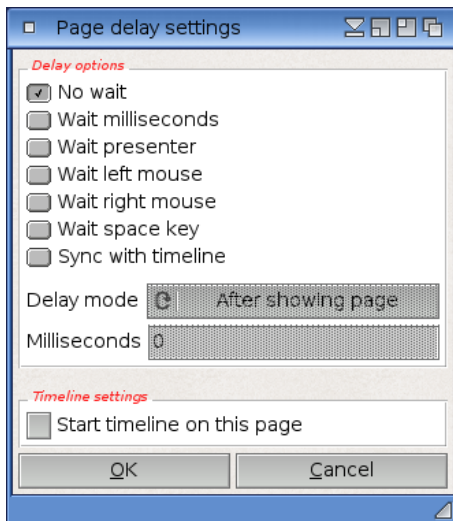 Page delay settings
Delay options
No wait
Wait milliseconds
Wait presenter
Wait left mouse
Wait right mouse
Wait space key
Sync with timeline
Delay mode After showing page
Milliseconds 0
Timeline settings
Start timeline on this page
OK Cancel